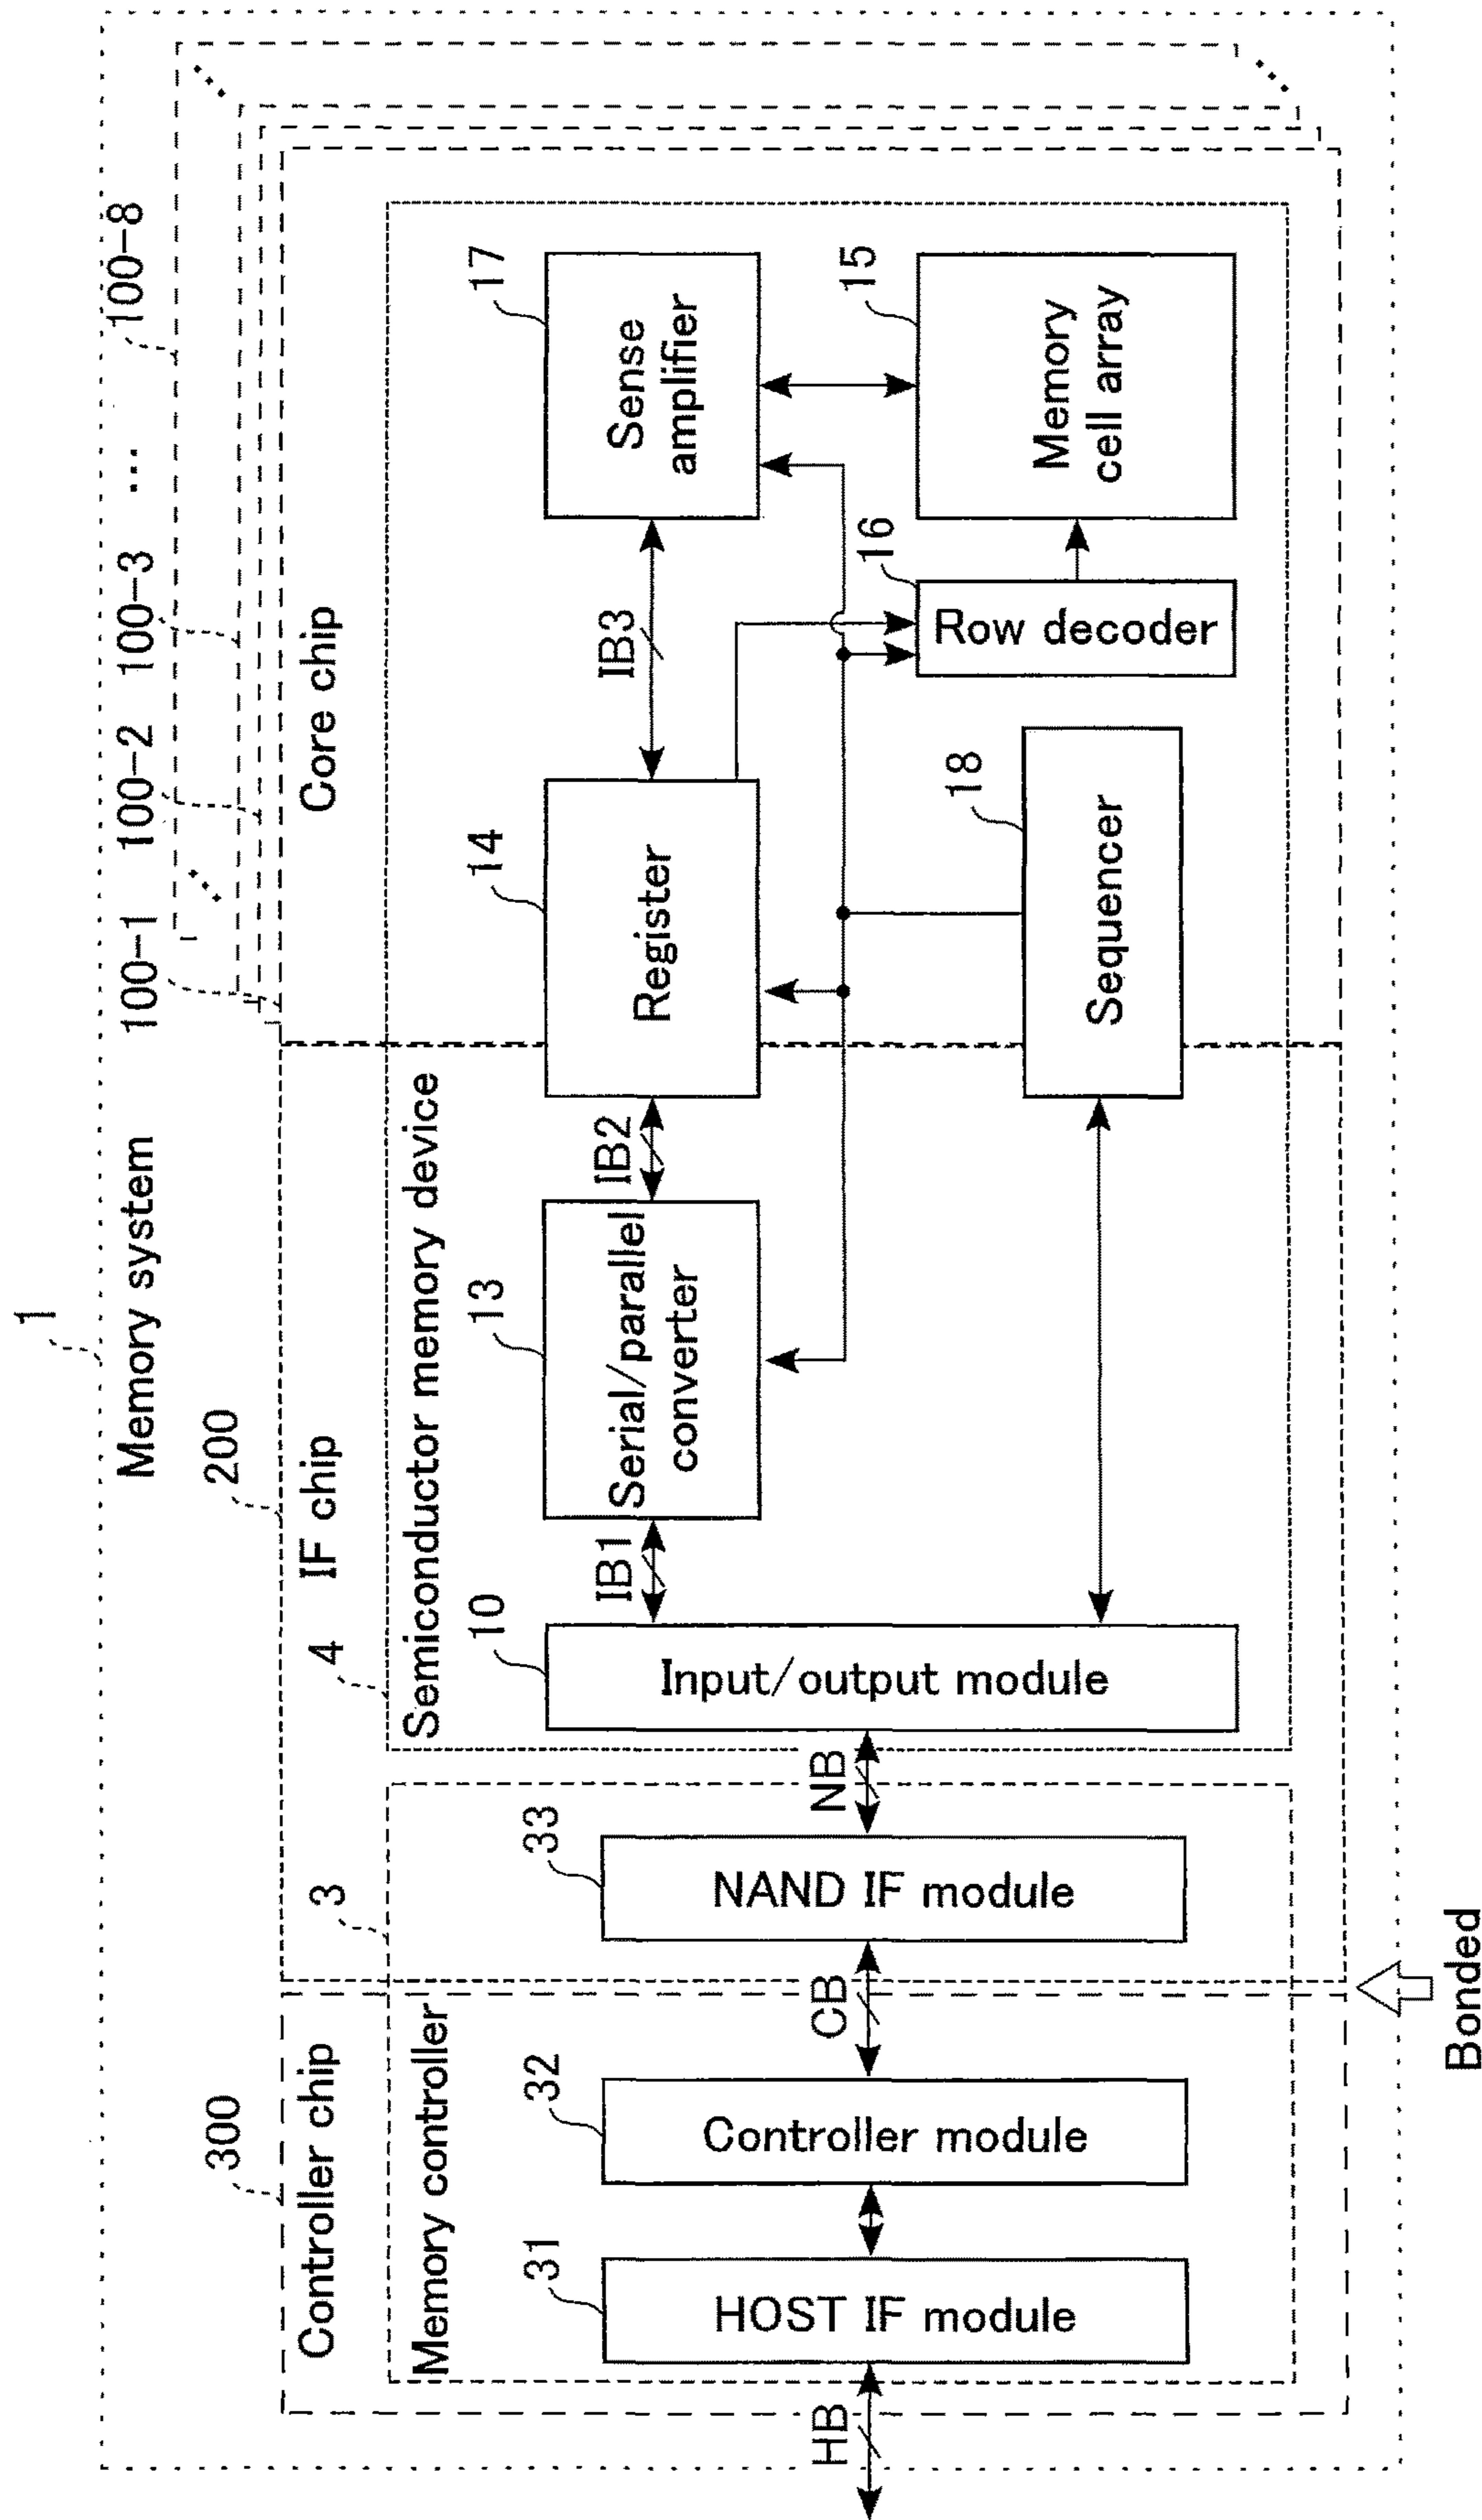 1
Memory system
300
200
100-1
100-2
100-3
...
100-8
Controller chip
IF chip
Core chip
3
4
Memory controller
Semiconductor memory device
HB
31
HOST IF module
32
Controller module
CB
33
NAND IF module
NB
10
Input/output module
IB1
13
Serial/parallel
converter
IB2
14
Register
IB3
17
Sense
amplifier
18
Sequencer
16
Row decoder
15
Memory
cell array
Bonded